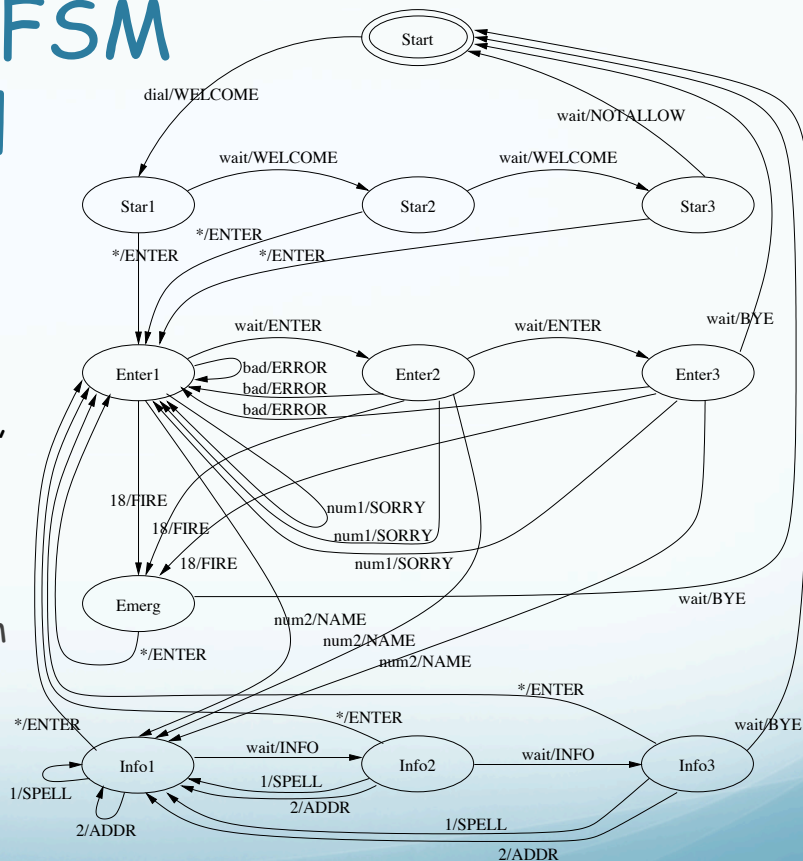 FSM
Start
dial/WELCOME
wait/NOTALLOW
wait/WELCOME
wait/WELCOME
Star1
Star2
Star3
*/ENTER
*/ENTER
*/ENTER
wait/ENTER
wait/ENTER
wait/BYE
Enter1
bad/ERROR
Enter2
Enter3
bad/ERROR
bad/ERROR
18/FIRE
num1/SORRY
18/FIRE
num1/SORRY
18/FIRE
num1/SORRY
Emerg
wait/BYE
num2/NAME
num2/NAME
*/ENTER
num2/NAME
*/ENTER
*/ENTER
*/ENTER
wait/BYE
wait/INFO
wait/INFO
Info1
Info2
Info3
1/SPELL
1/SPELL
2/ADDR
2/ADDR
1/SPELL
2/ADDR